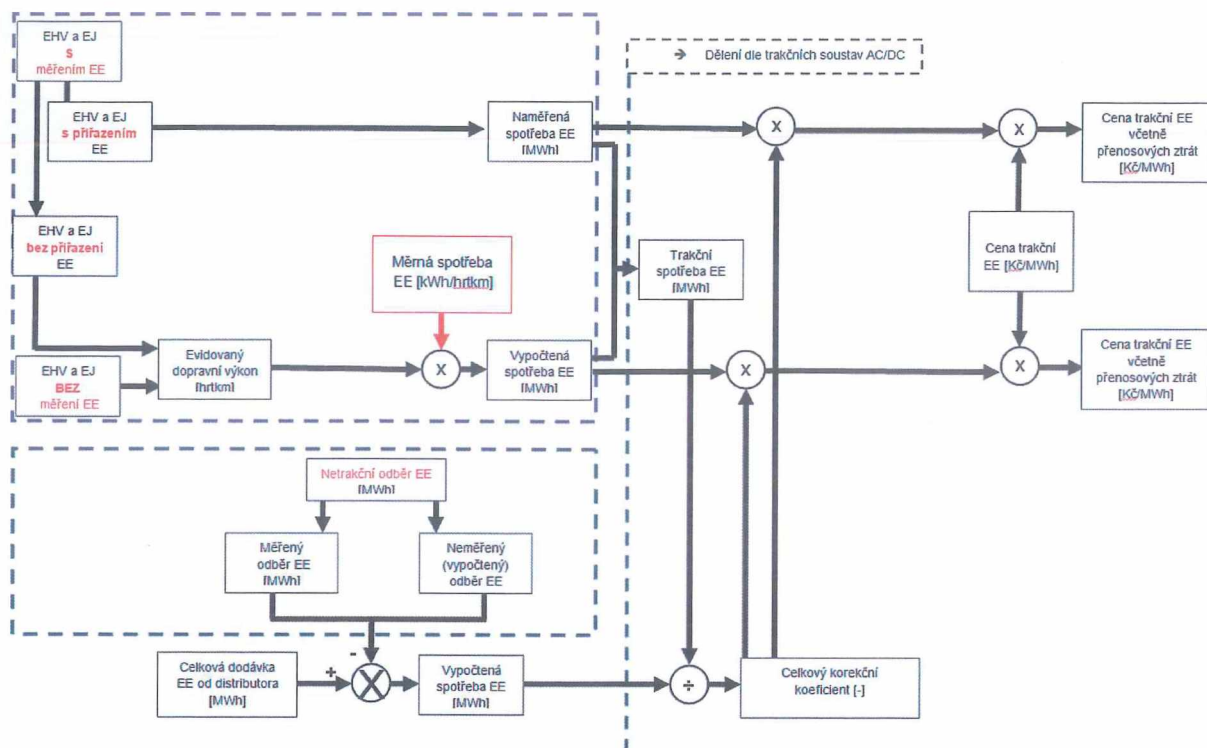 EHV a EJ
S
měřením EE
➔ Dělení dle trakčních soustav AC/DC
EHV a EJ
s přiřazením
EE
Naměřená
spotřeba EE
[MWh]
X
X
Cena trakční EE
včetně
přenosových ztrát
[Kč/MWh]
EHV a EJ
bez přiřazení
EE
Měrná spotřeba
EE [kWh/hrtkm]
Trakční
spotřeba EE
[MWh]
Cena trakční
EE [Kč/MWh]
EHV a EJ
BEZ
měření EE
Evidovaný
dopravní výkon
[hrtkm]
X
Vypočtená
spotřeba EE
[MWh]
X
X
Cena trakční EE
včetně
přenosových ztrát
[Kč/MWh]
Netrakční odběr EE
[MWh]
Měřený
odběr EE
[MWh]
Neměřený
(vypočtený)
odběr EE
Celková dodávka
EE od distributora
[MWh]
+
-
X
Vypočtená
spotřeba EE
[MWh]
÷
Celkový korekční
koeficient [-]